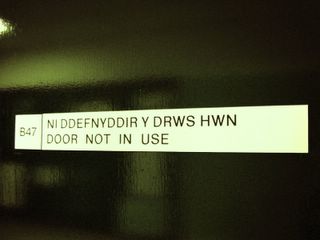 B47
NI DDEFNYDDIR Y DRWS HWN
DOOR NOT IN USE